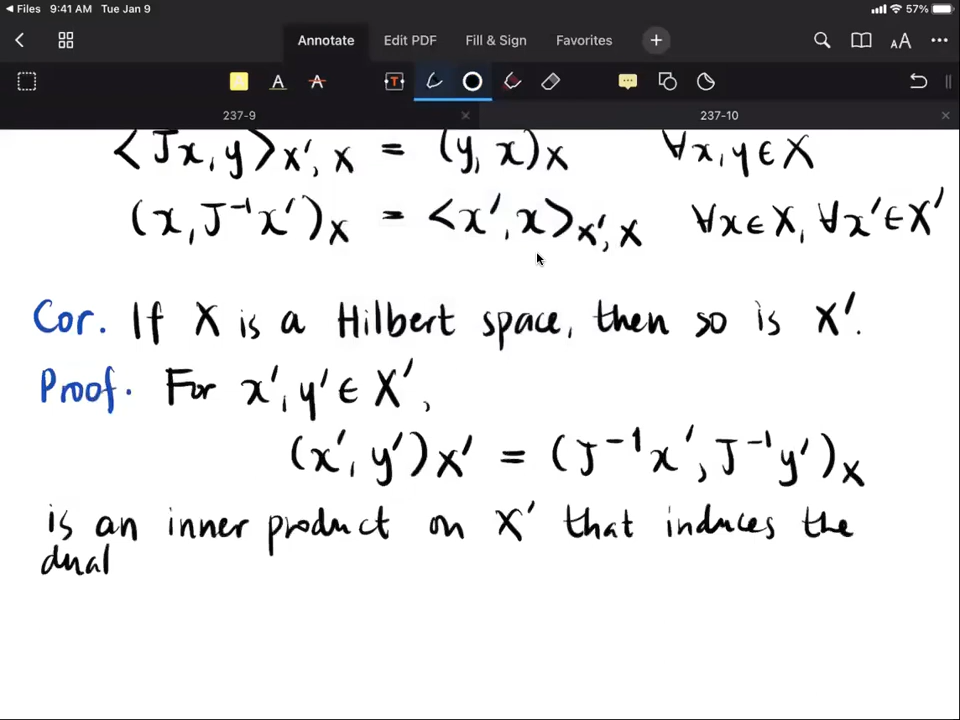 Files 9:41 AM Tue Jan 9 57%
Annotate Edit PDF Fill & Sign Favorites
237-9 237-10
<Jx, y>X', X = (y, x)X ∀x, y ∈ X
(x, J⁻¹x')X = <x', x>X', X ∀x ∈ X, ∀x' ∈ X'
Cor. If X is a Hilbert space, then so is X'.
Proof. For x', y' ∈ X',
(x', y')X' = (J⁻¹x', J⁻¹y')X
is an inner product on X' that induces the
dual